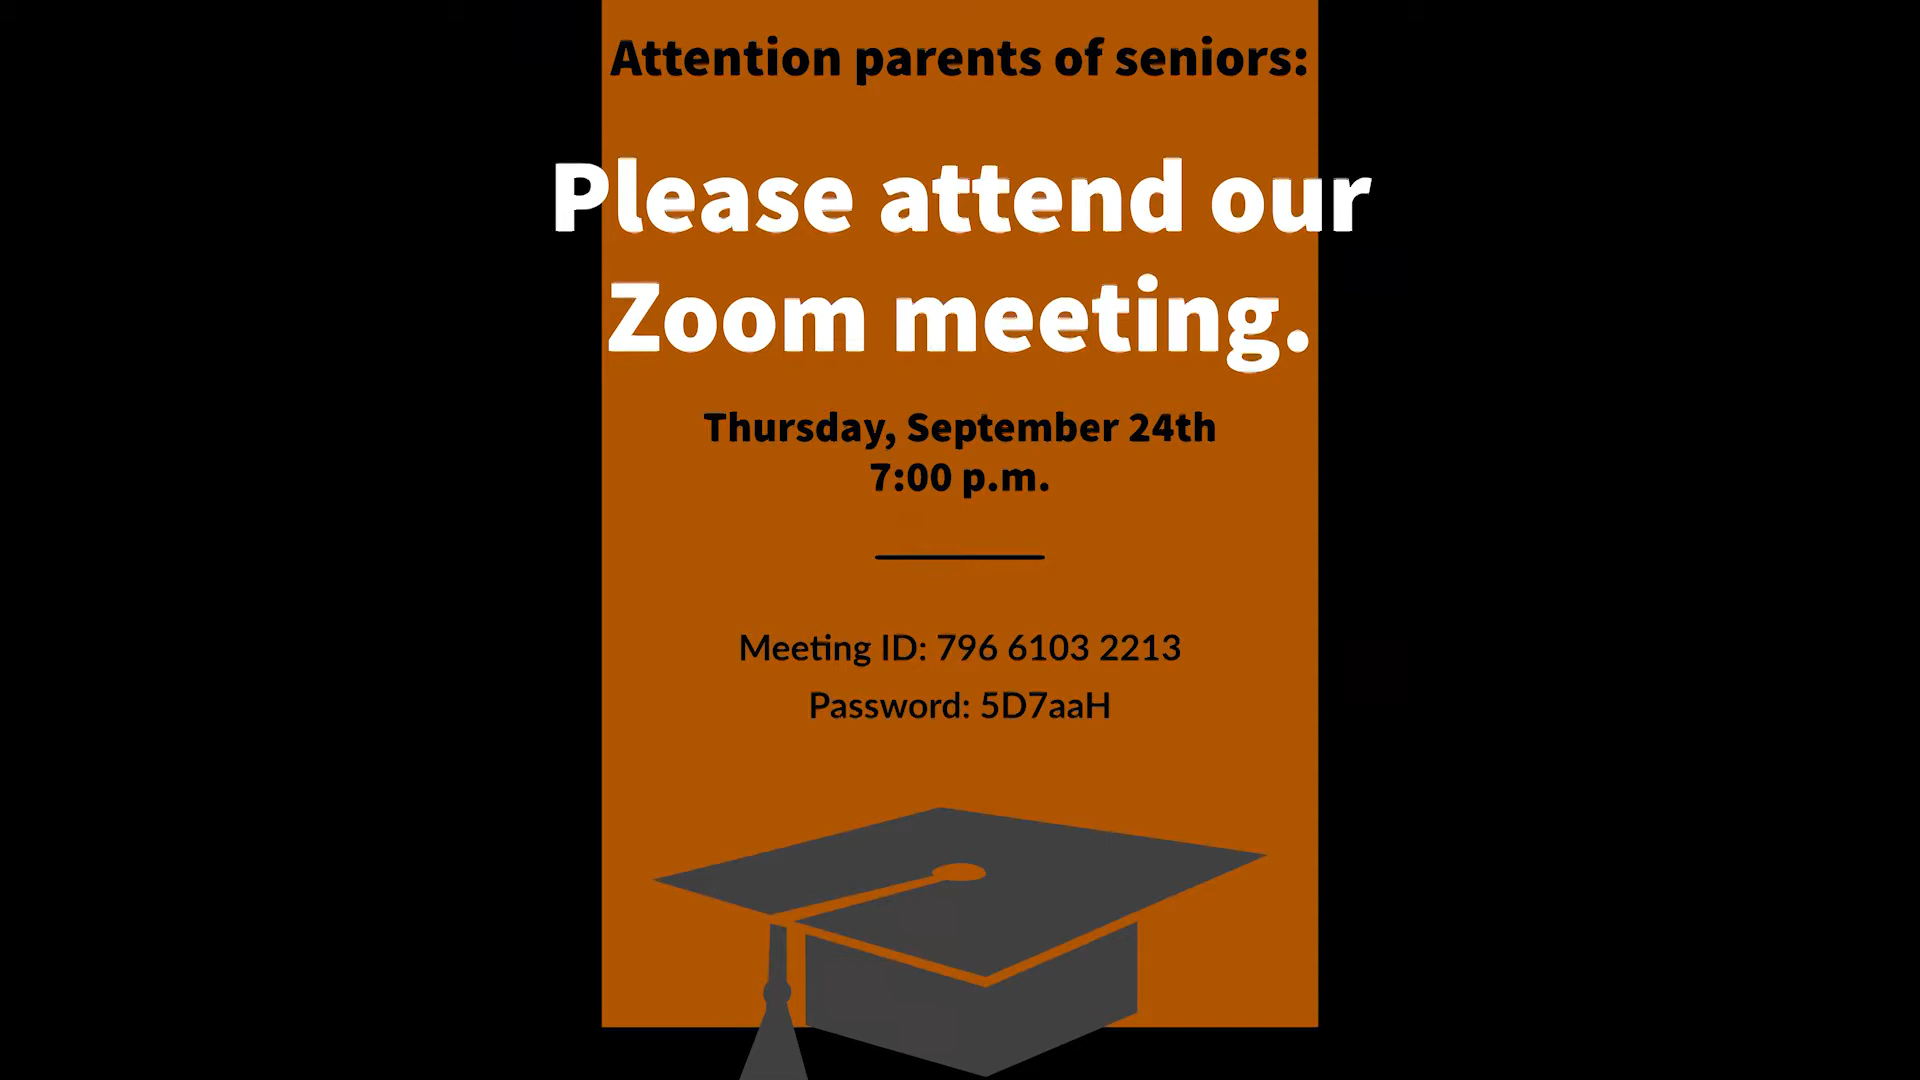 Attention parents of seniors:
Please attend our
Zoom meeting.
Thursday, September 24th
7:00 p.m.
Meeting ID: 796 6103 2213
Password: 5D7aaH